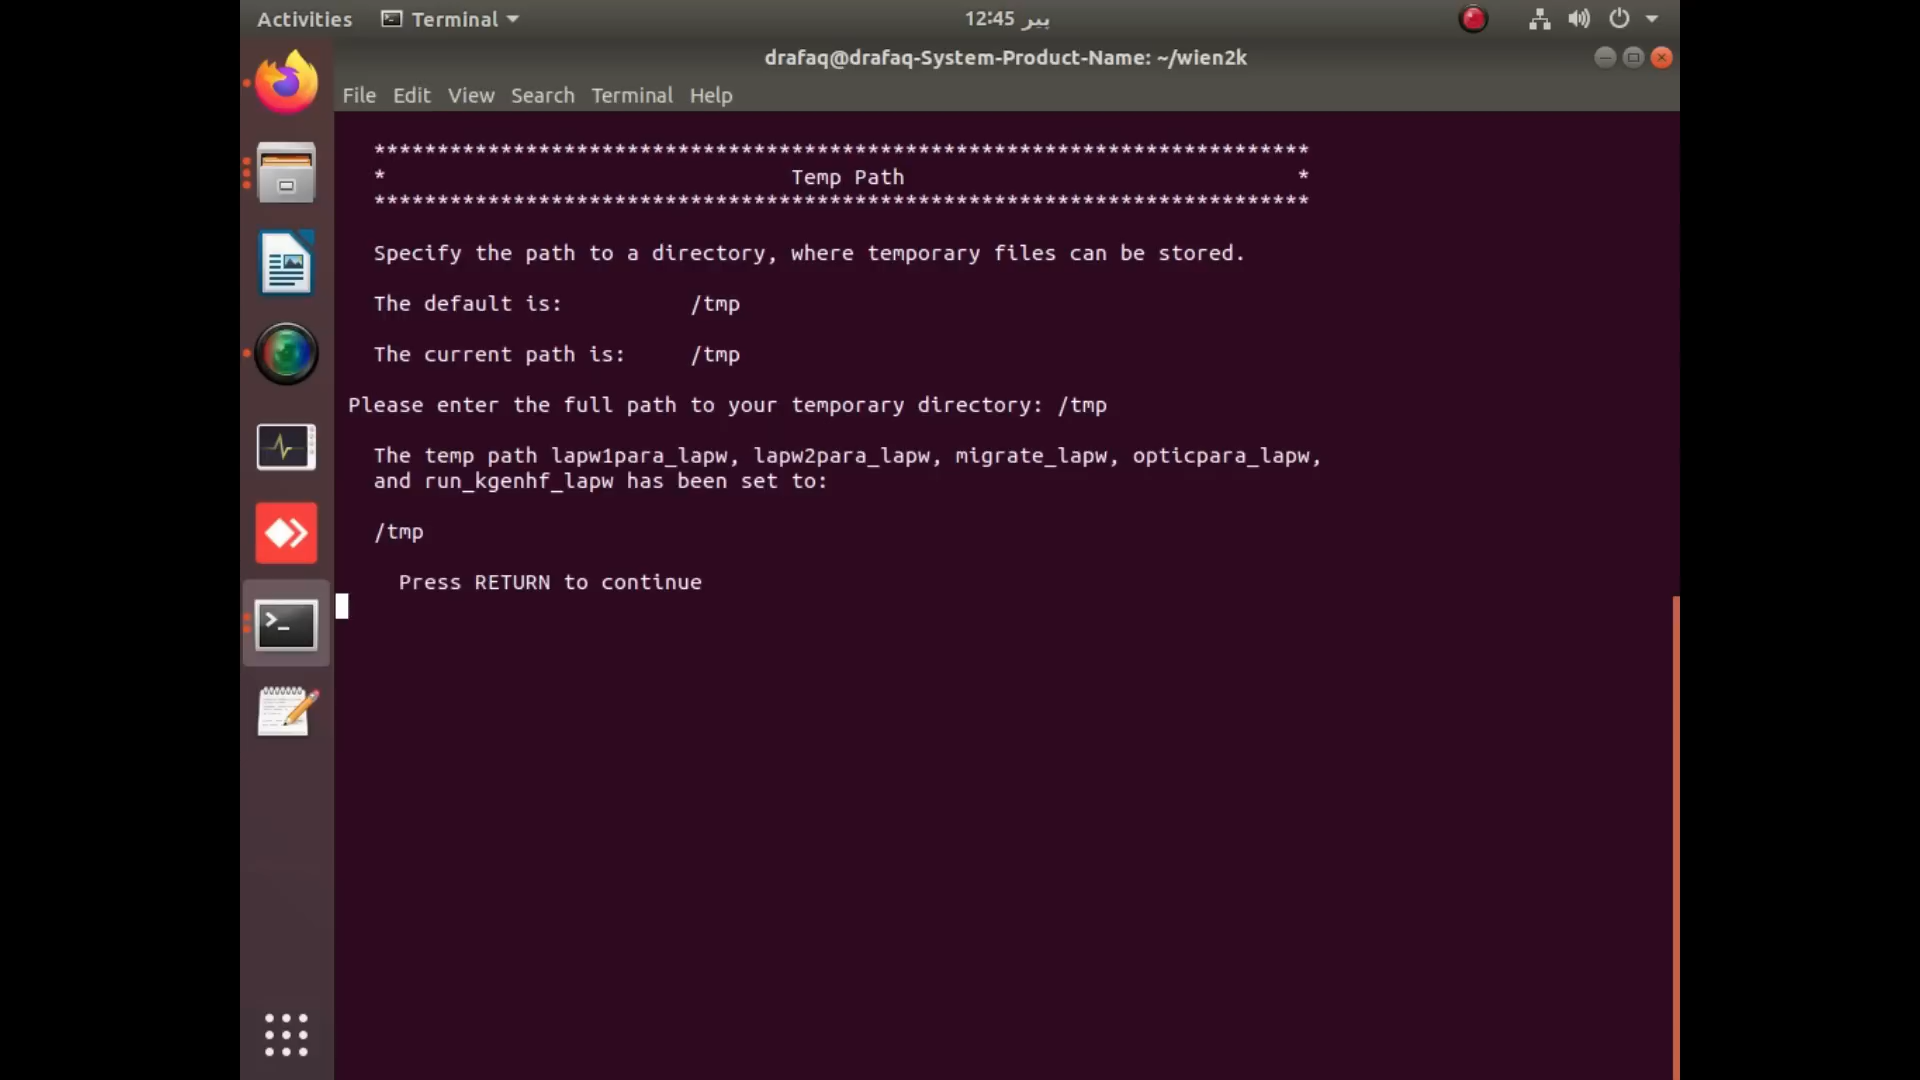 Activities Terminal پیر 12:45
drafaq@drafaq-System-Product-Name: ~/wien2k
File Edit View Search Terminal Help
**************************************************************************
* Temp Path *
**************************************************************************
Specify the path to a directory, where temporary files can be stored.
The default is: /tmp
The current path is: /tmp
Please enter the full path to your temporary directory: /tmp
The temp path lapw1para_lapw, lapw2para_lapw, migrate_lapw, opticpara_lapw,
and run_kgenhf_lapw has been set to:
/tmp
Press RETURN to continue